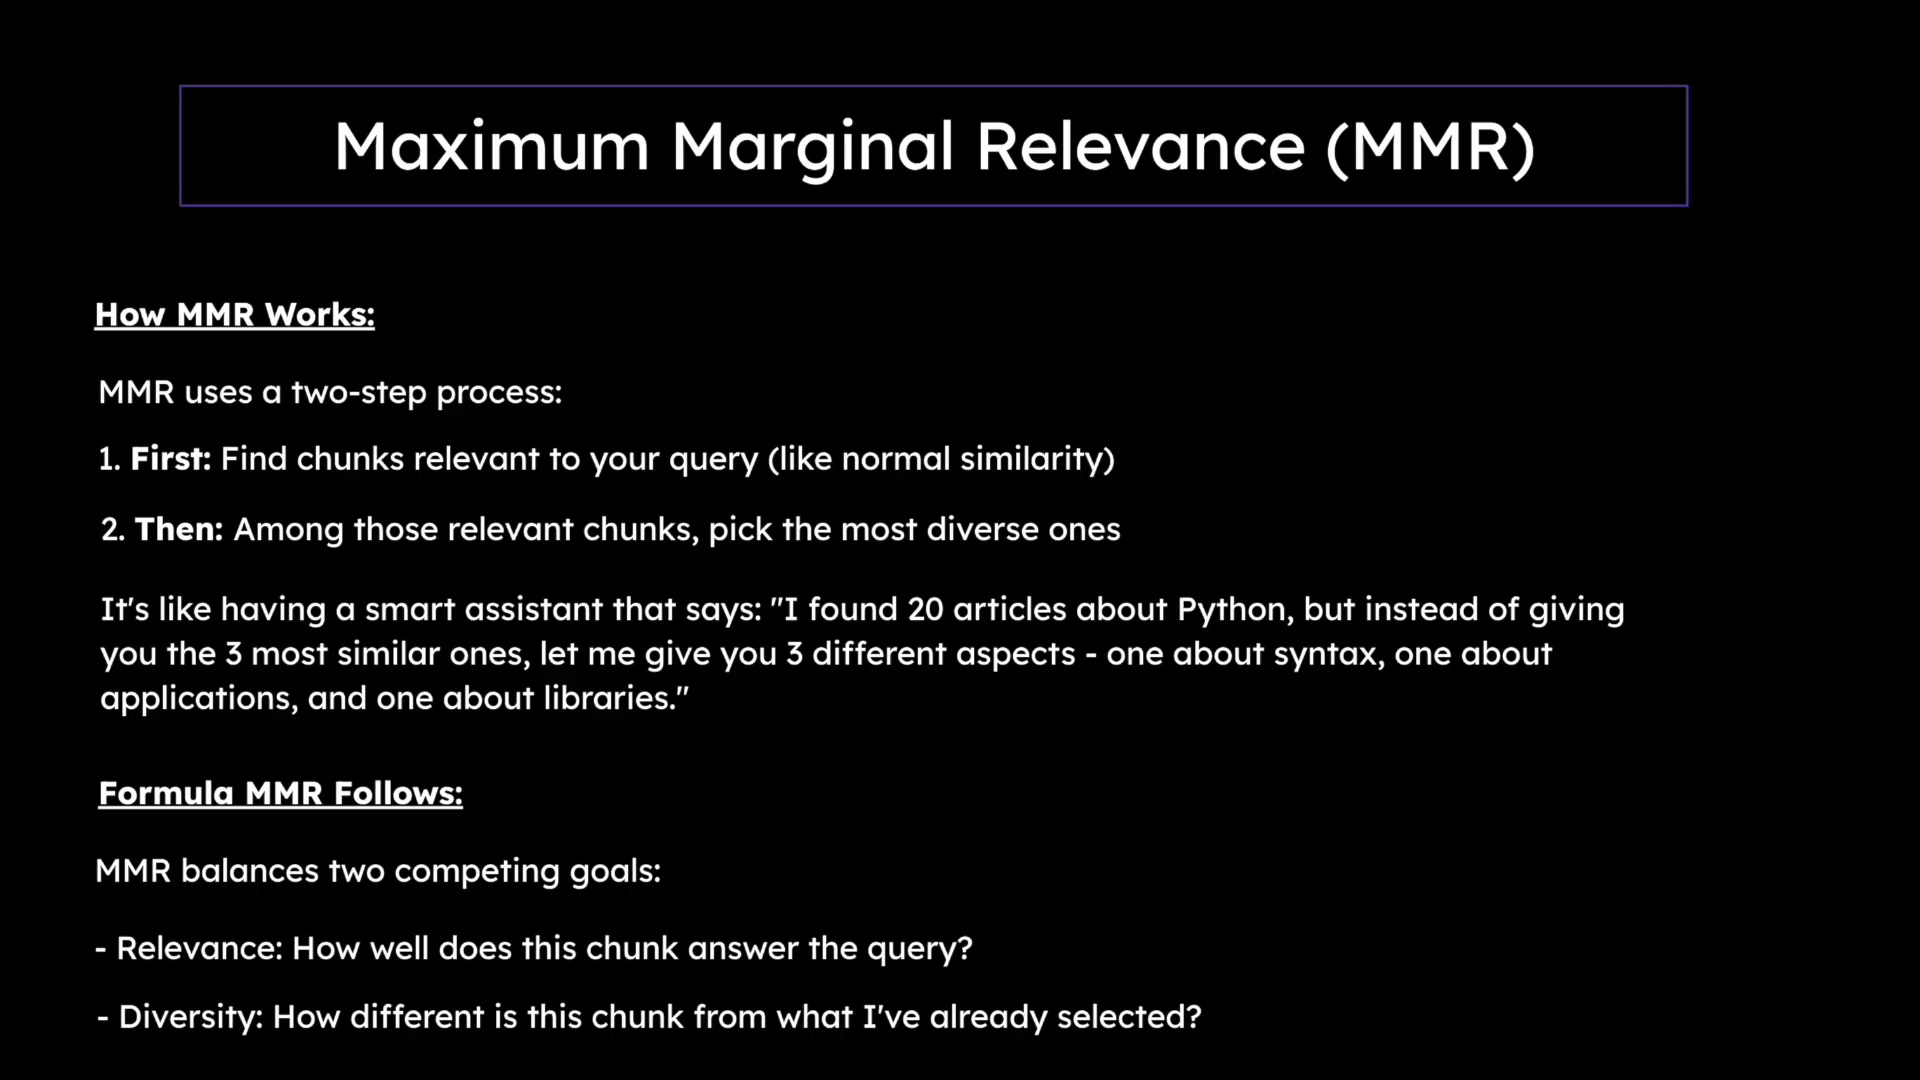 Maximum Marginal Relevance (MMR)
How MMR Works:
MMR uses a two-step process:
1. First: Find chunks relevant to your query (like normal similarity)
2. Then: Among those relevant chunks, pick the most diverse ones
It's like having a smart assistant that says: "I found 20 articles about Python, but instead of giving
you the 3 most similar ones, let me give you 3 different aspects - one about syntax, one about
applications, and one about libraries."
Formula MMR Follows:
MMR balances two competing goals:
- Relevance: How well does this chunk answer the query?
- Diversity: How different is this chunk from what I've already selected?